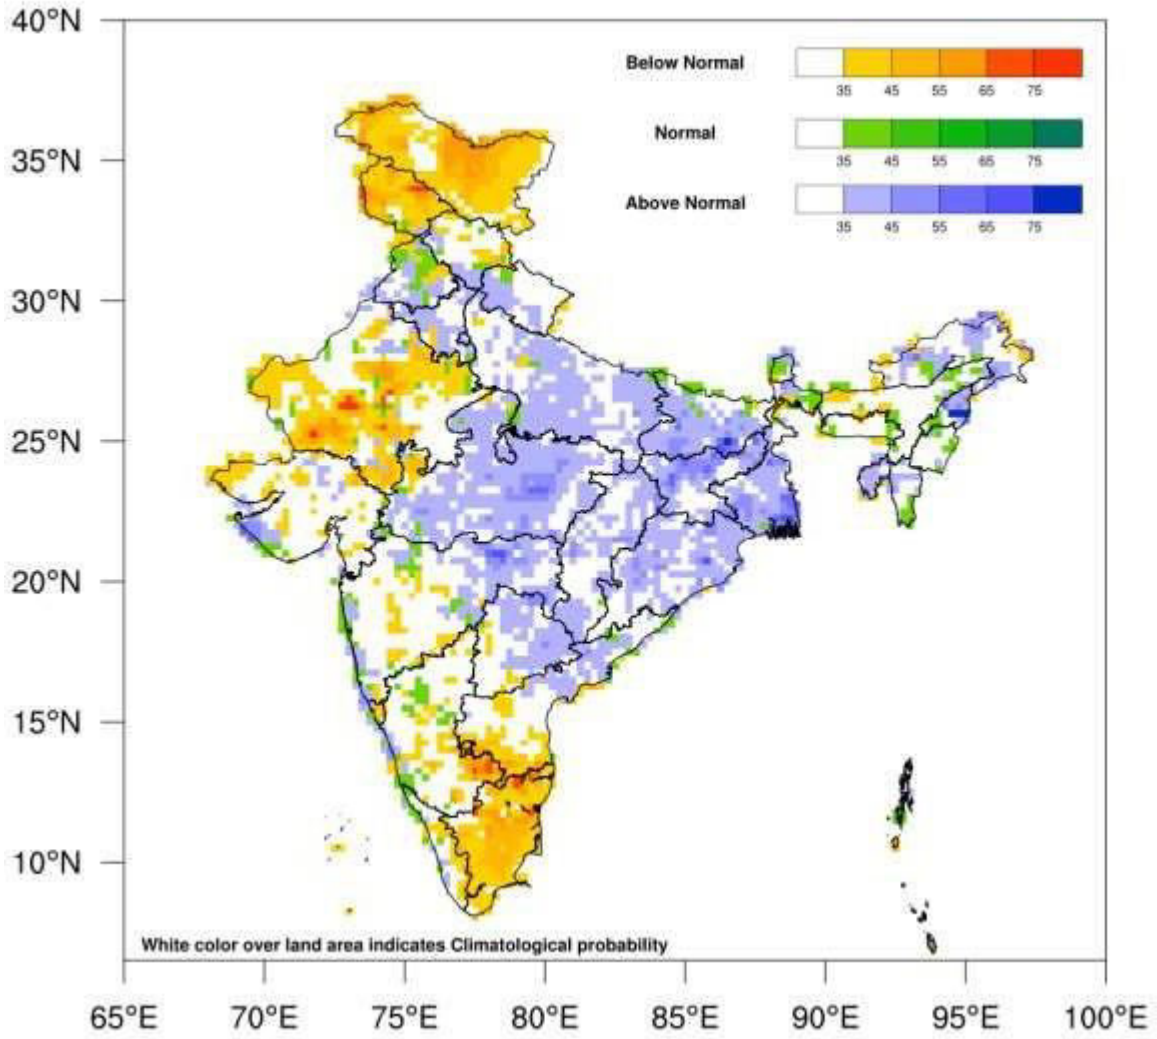 40°N
Below Normal
35 45 55 65 75
Normal
35 45 55 65 75
35°N
Above Normal
35 45 55 65 75
30°N
25°N
20°N
15°N
10°N
White color over land area indicates Climatological probability
65°E 70°E 75°E 80°E 85°E 90°E 95°E 100°E